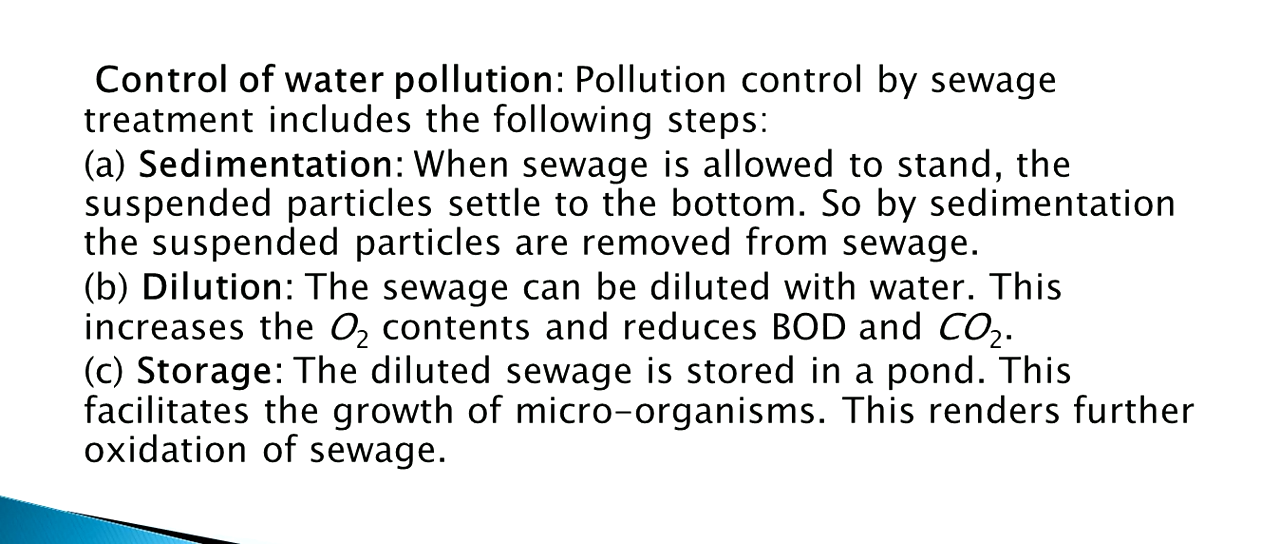 Control of water pollution: Pollution control by sewage
treatment includes the following steps:
(a) Sedimentation: When sewage is allowed to stand, the
suspended particles settle to the bottom. So by sedimentation
the suspended particles are removed from sewage.
(b) Dilution: The sewage can be diluted with water. This
increases the O₂ contents and reduces BOD and CO₂.
(c) Storage: The diluted sewage is stored in a pond. This
facilitates the growth of micro-organisms. This renders further
oxidation of sewage.